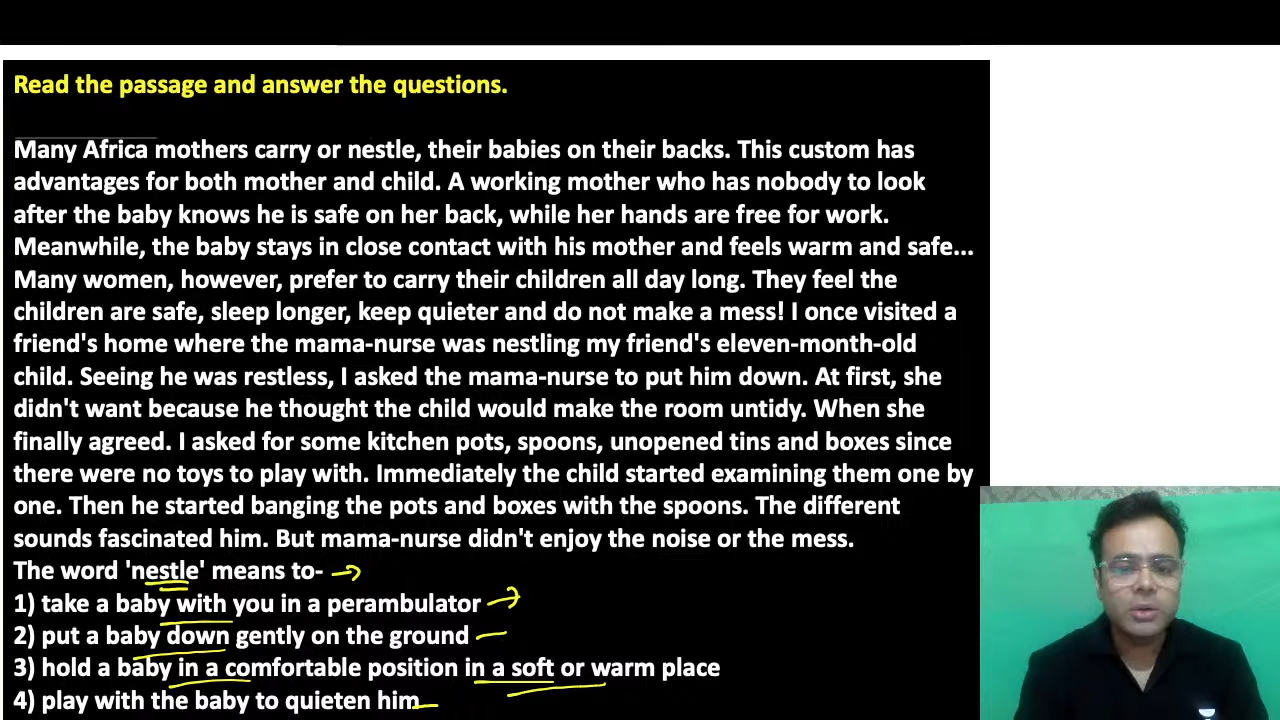 Read the passage and answer the questions.
Many Africa mothers carry or nestle, their babies on their backs. This custom has
advantages for both mother and child. A working mother who has nobody to look
after the baby knows he is safe on her back, while her hands are free for work.
Meanwhile, the baby stays in close contact with his mother and feels warm and safe...
Many women, however, prefer to carry their children all day long. They feel the
children are safe, sleep longer, keep quieter and do not make a mess! I once visited a
friend's home where the mama-nurse was nestling my friend's eleven-month-old
child. Seeing he was restless, I asked the mama-nurse to put him down. At first, she
didn't want because he thought the child would make the room untidy. When she
finally agreed. I asked for some kitchen pots, spoons, unopened tins and boxes since
there were no toys to play with. Immediately the child started examining them one by
one. Then he started banging the pots and boxes with the spoons. The different
sounds fascinated him. But mama-nurse didn't enjoy the noise or the mess.
The word 'nestle' means to-
1) take a baby with you in a perambulator
2) put a baby down gently on the ground
3) hold a baby in a comfortable position in a soft or warm place
4) play with the baby to quieten him